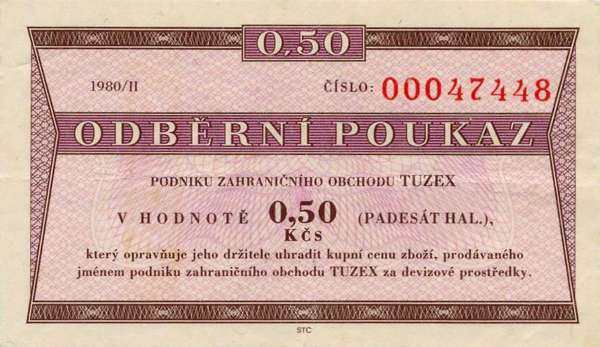 0,50
1980/II ČÍSLO: 00047448
ODBĚRNÍ POUKAZ
PODNIKU ZAHRANIČNÍHO OBCHODU TUZEX
V HODNOTĚ 0,50 (PADESÁT HAL.),
KČS
který opravňuje jeho držitele uhradit kupní cenu zboží, prodávaného
jménem podniku zahraničního obchodu TUZEX za devizové prostředky.
STC